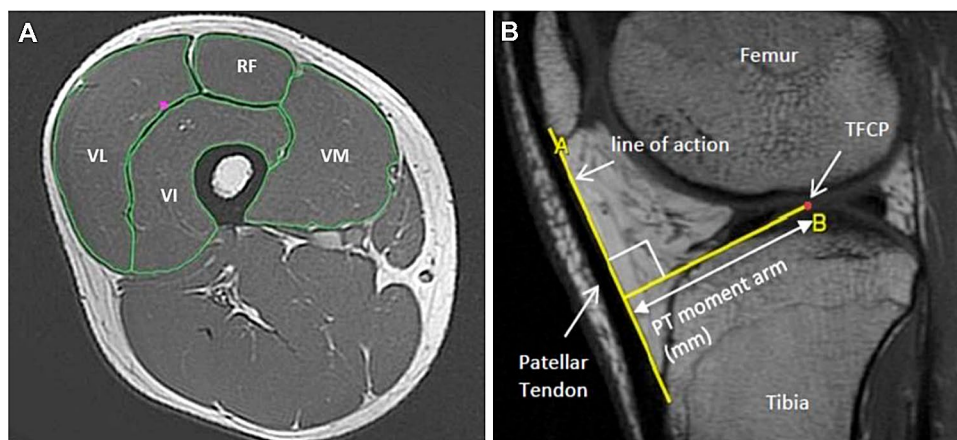 A
RF
VL
VM
VI
B
Femur
TFCP
A
line of action
B
PT moment arm
(mm)
Patellar
Tendon
Tibia